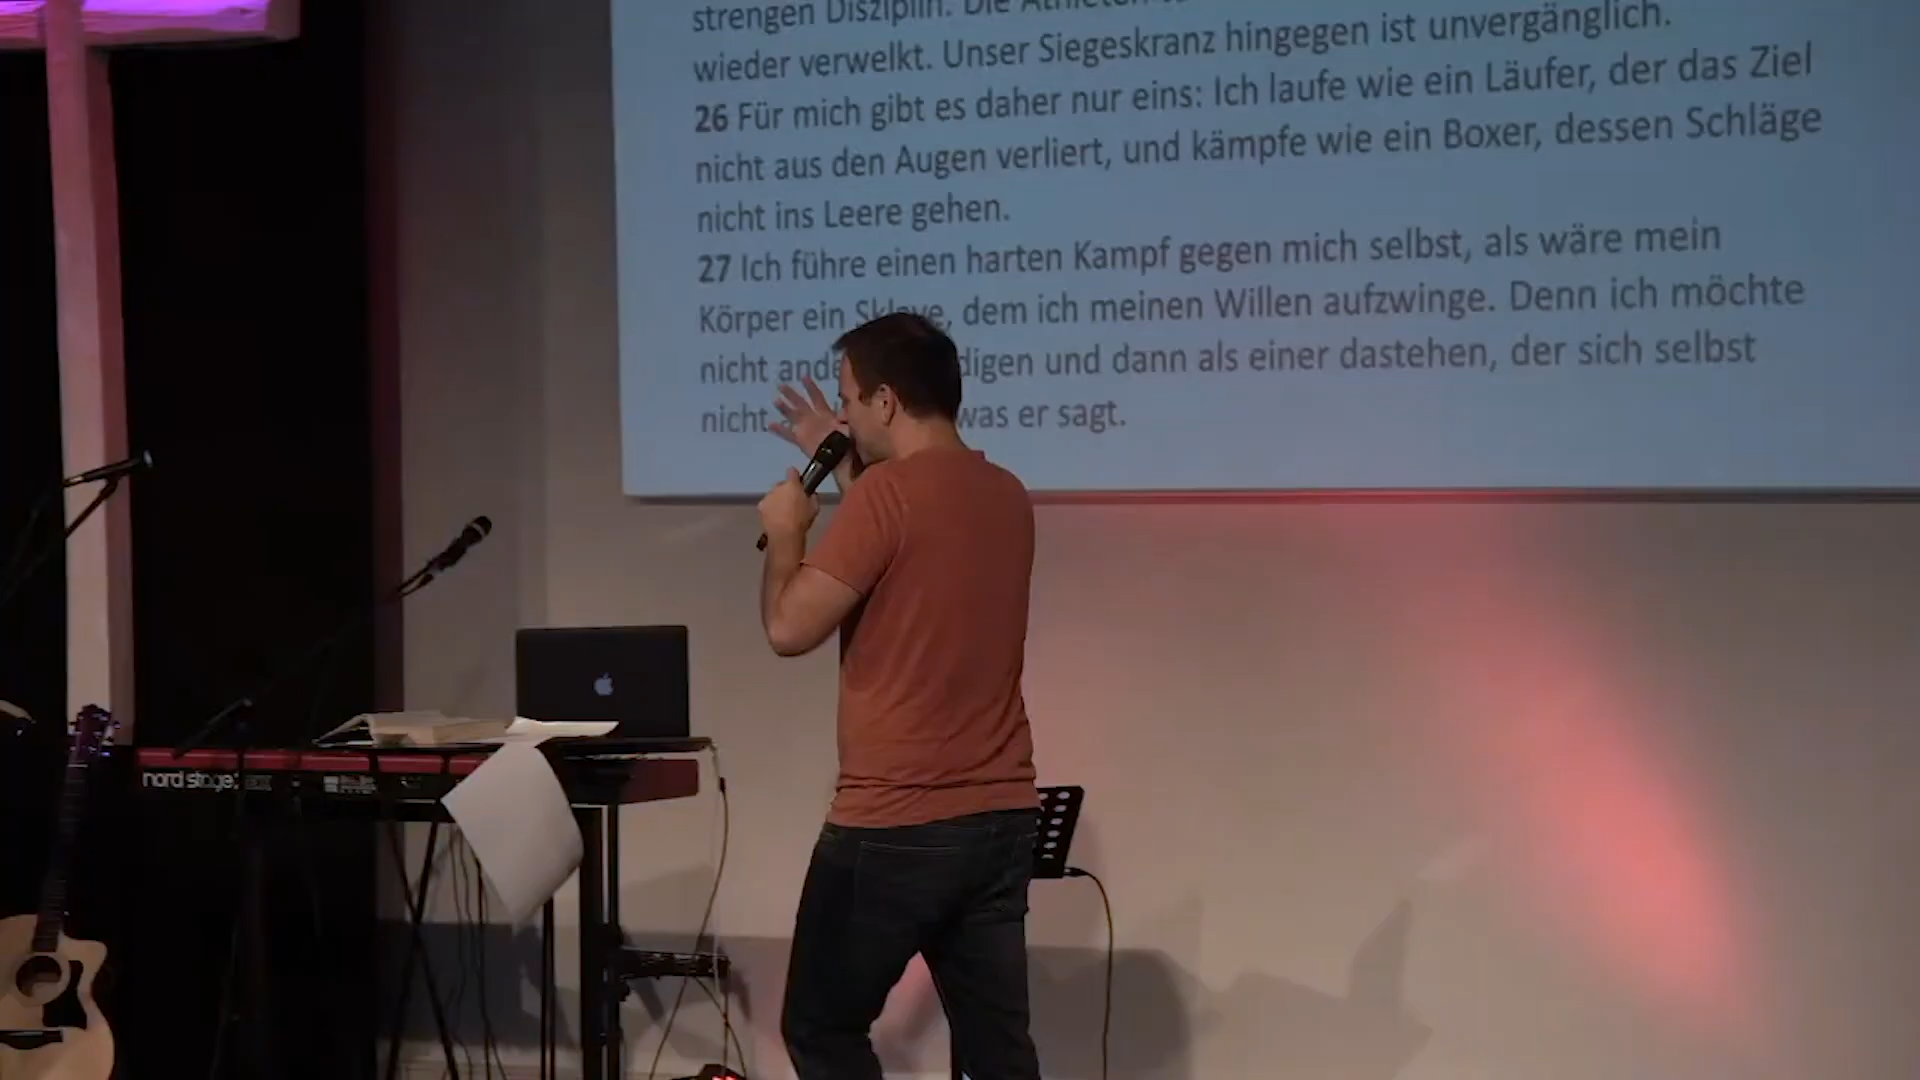 strengen Disziplin. Die Athleten
wieder verwelkt. Unser Siegeskranz hingegen ist unvergänglich.
26 Für mich gibt es daher nur eins: Ich laufe wie ein Läufer, der das Ziel
nicht aus den Augen verliert, und kämpfe wie ein Boxer, dessen Schläge
nicht ins Leere gehen.
27 Ich führe einen harten Kampf gegen mich selbst, als wäre mein
Körper ein Sklave, dem ich meinen Willen aufzwinge. Denn ich möchte
nicht ande digen und dann als einer dastehen, der sich selbst
nicht was er sagt.
nord stage